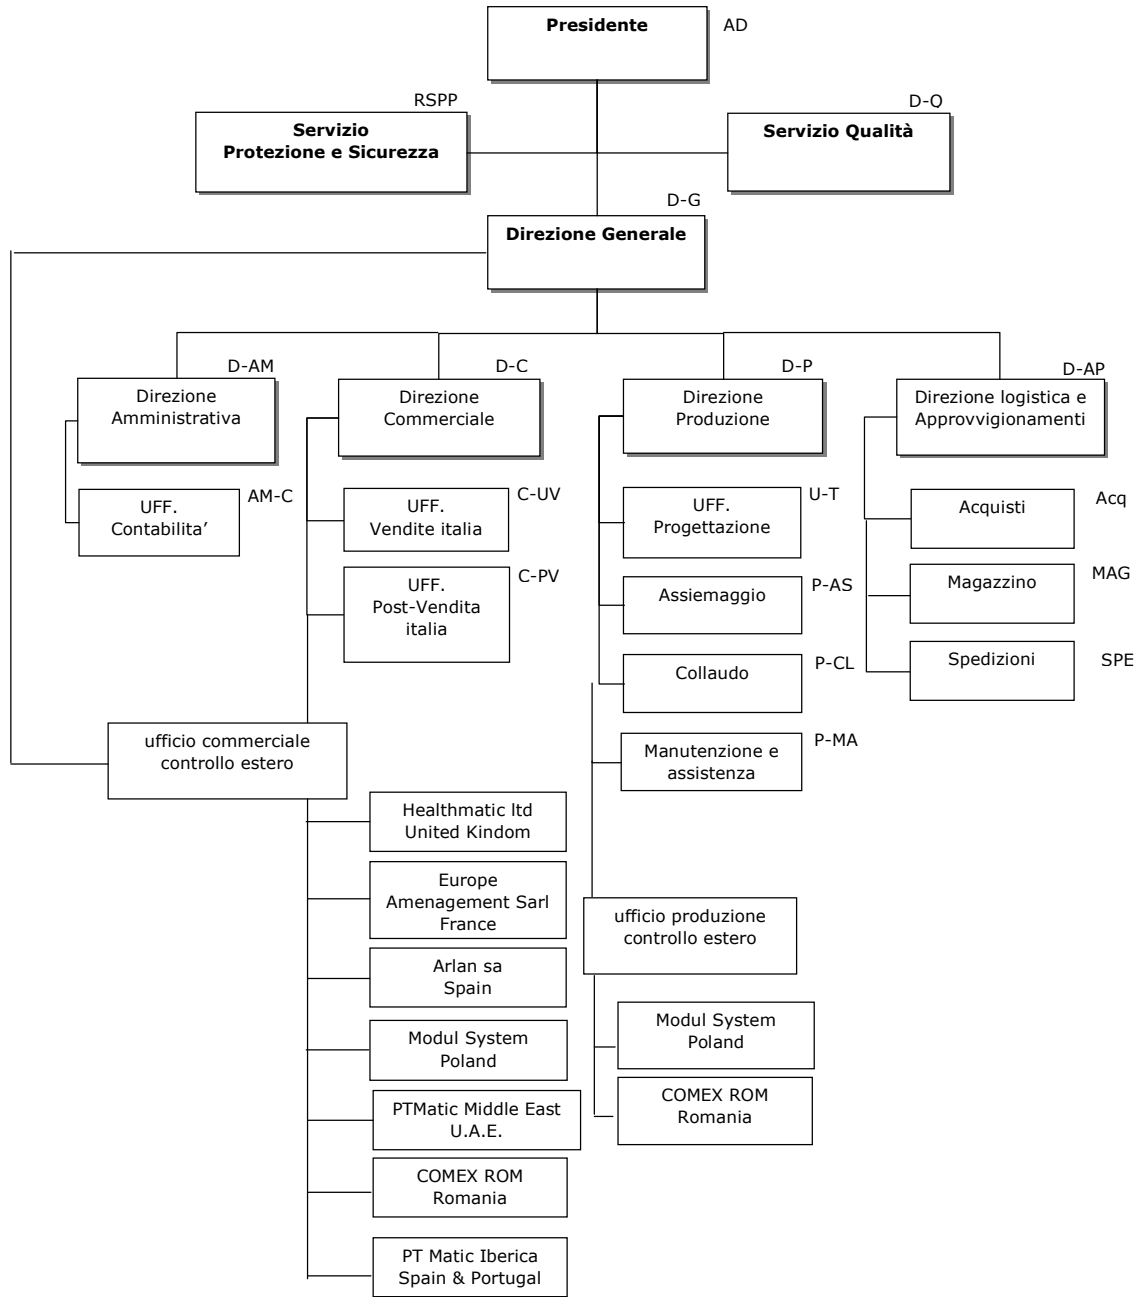 Presidente
AD
RSPP
Servizio
Protezione e Sicurezza
D-Q
Servizio Qualità
D-G
Direzione Generale
D-AM
Direzione
Amministrativa
D-C
Direzione
Commerciale
D-P
Direzione
Produzione
D-AP
Direzione logistica e
Approvvigionamenti
UFF.
Contabilita’
AM-C
UFF.
Vendite italia
C-UV
UFF.
Post-Vendita
italia
C-PV
UFF.
Progettazione
U-T
Assiemaggio
P-AS
Collaudo
P-CL
Manutenzione e
assistenza
P-MA
Acquisti
Acq
Magazzino
MAG
Spedizioni
SPE
ufficio commerciale
controllo estero
Healthmatic ltd
United Kindom
Europe
Amenagement Sarl
France
Arlan sa
Spain
Modul System
Poland
PTMatic Middle East
U.A.E.
COMEX ROM
Romania
PT Matic Iberica
Spain & Portugal
ufficio produzione
controllo estero
Modul System
Poland
COMEX ROM
Romania